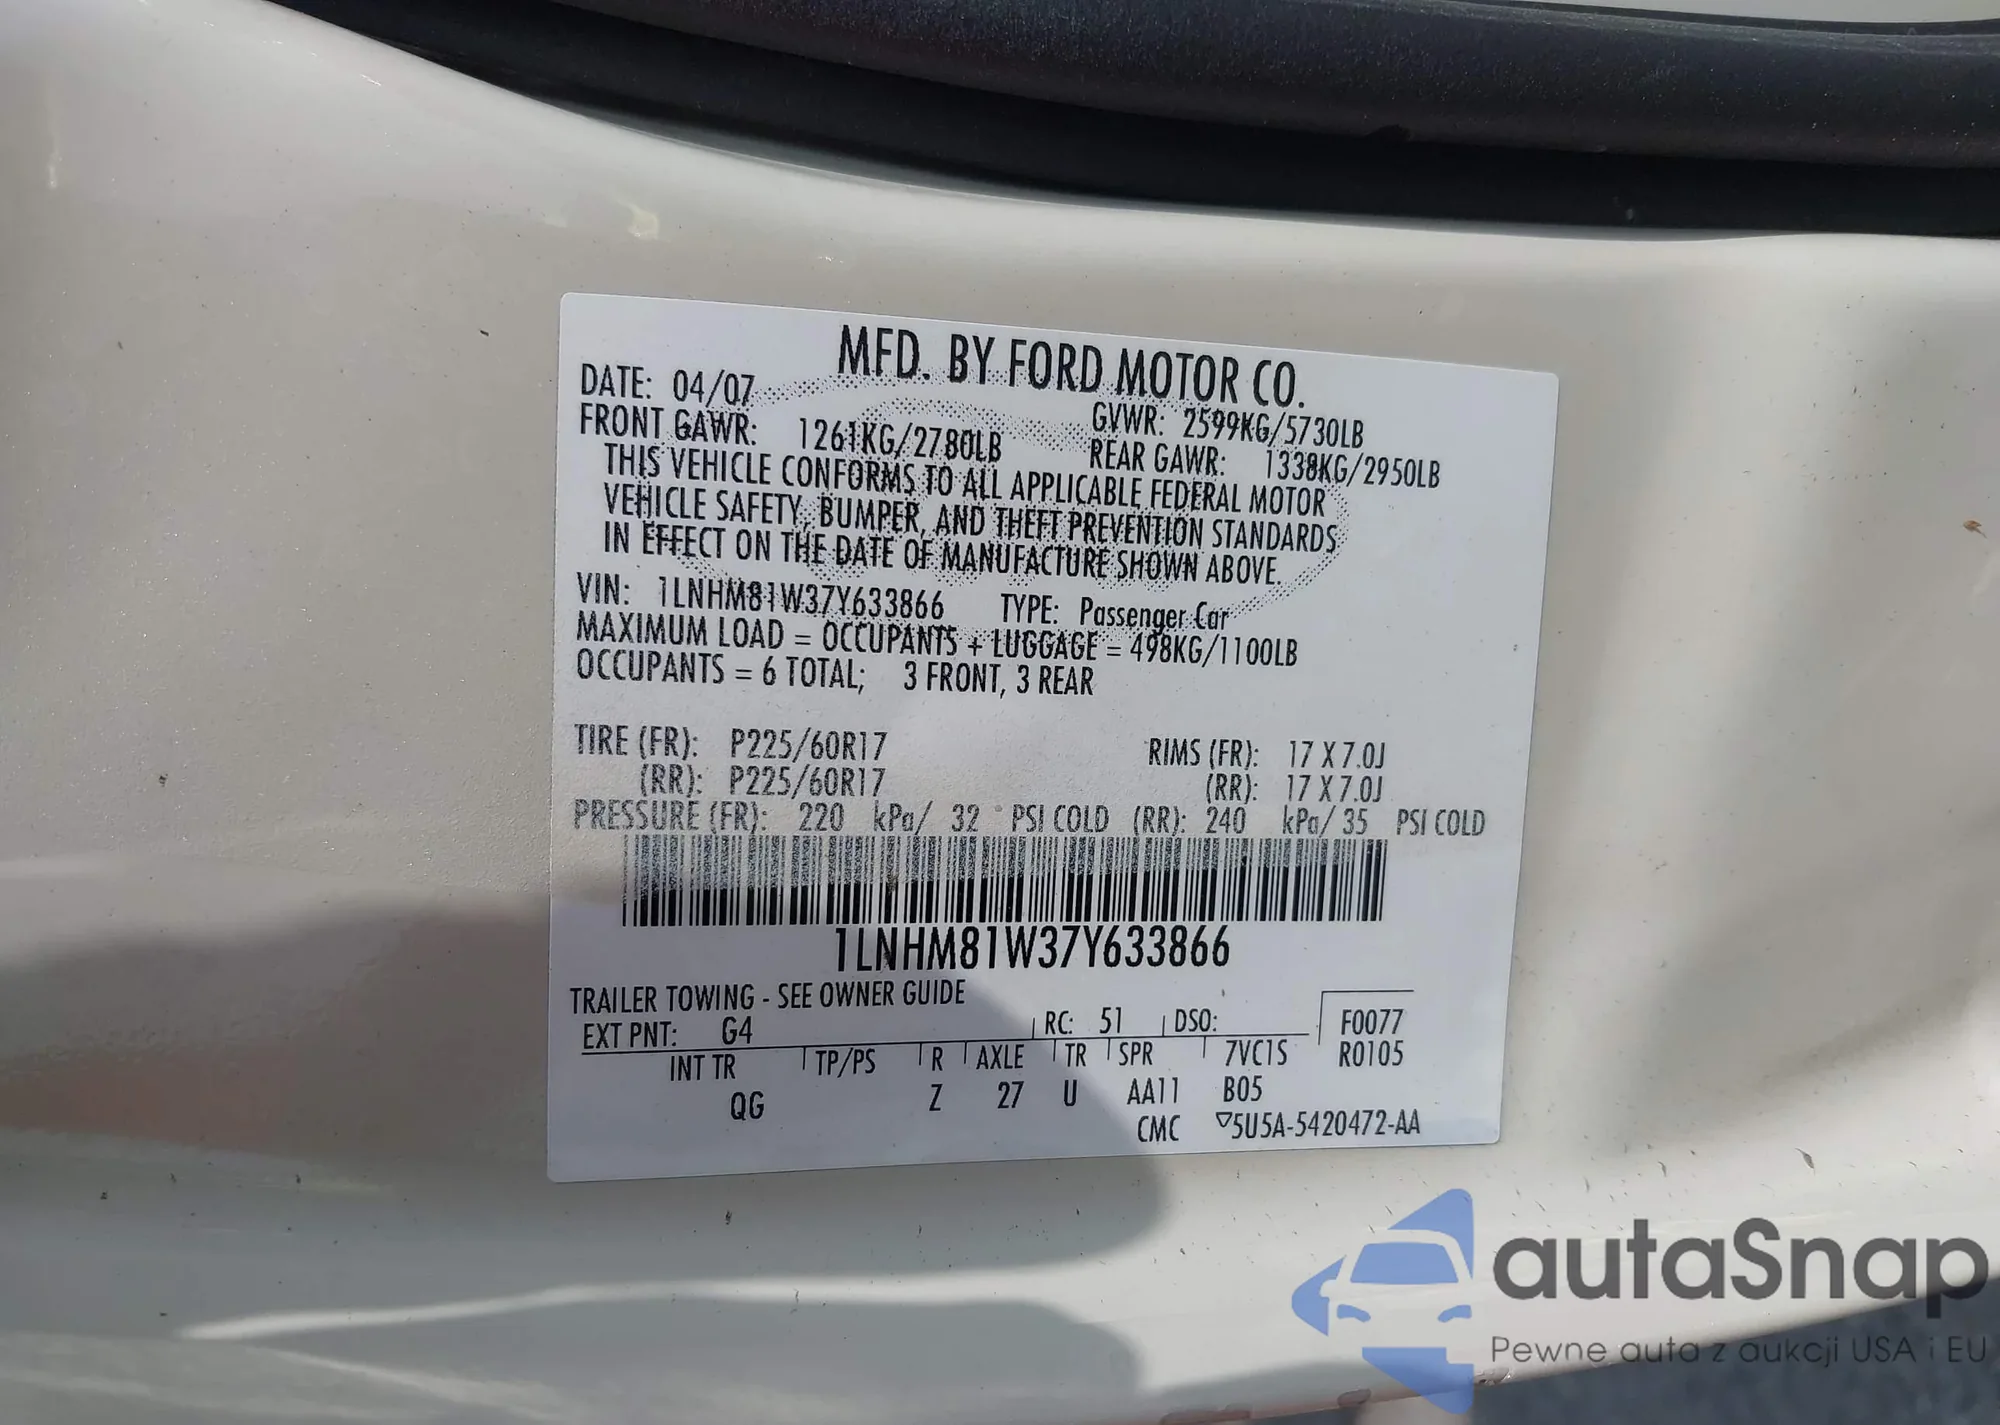 MFD. BY FORD MOTOR CO.
DATE: 04/07 GVWR: 2599KG/5730LB
FRONT GAWR: 1261KG/2780LB REAR GAWR: 1338KG/2950LB
THIS VEHICLE CONFORMS TO ALL APPLICABLE FEDERAL MOTOR
VEHICLE SAFETY, BUMPER, AND THEFT PREVENTION STANDARDS
IN EFFECT ON THE DATE OF MANUFACTURE SHOWN ABOVE.
VIN: 1LNHM81W37Y633866 TYPE: Passenger Car
MAXIMUM LOAD = OCCUPANTS + LUGGAGE = 498KG/1100LB
OCCUPANTS = 6 TOTAL; 3 FRONT, 3 REAR
TIRE (FR): P225/60R17 RIMS (FR): 17 X 7.0J
(RR): P225/60R17 (RR): 17 X 7.0J
PRESSURE (FR): 220 kPa/ 32 PSI COLD (RR): 240 kPa/ 35 PSI COLD
1LNHM81W37Y633866
TRAILER TOWING - SEE OWNER GUIDE
EXT PNT: G4 RC: 51 DSO: F0077
INT TR TP/PS R AXLE TR SPR 7VC1S R0105
QG Z 27 U AA11 B05
CMC ▽5U5A-5420472-AA
autaSnap
Pewne auta z aukcji USA i EU